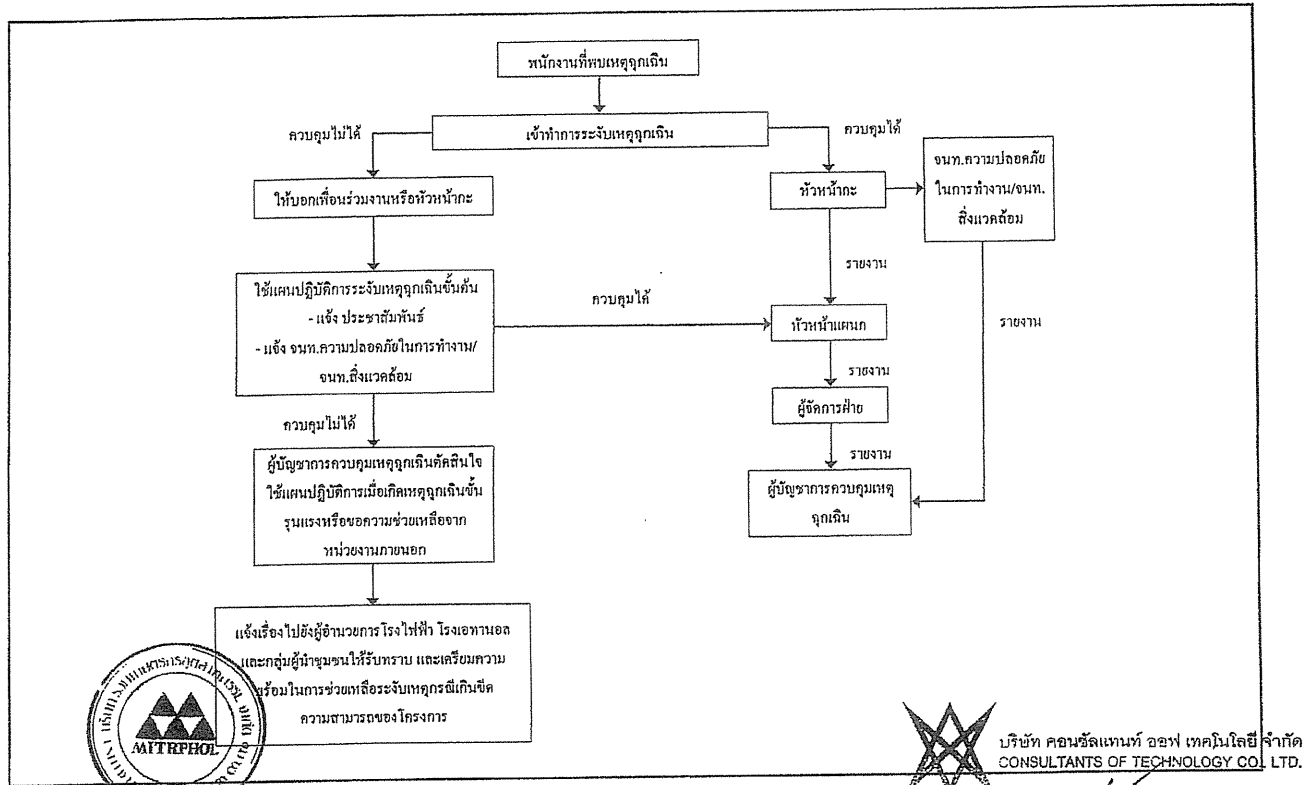 พนักงานที่พบเหตุฉุกเฉิน
เข้าทำการระงับเหตุฉุกเฉิน
ควบคุมไม่ได้
ควบคุมได้
ให้บอกเพื่อนร่วมงานหรือหัวหน้ากะ
หัวหน้ากะ
จนท.ความปลอดภัย
ในการทำงาน/จนท.
สิ่งแวดล้อม
รายงาน
รายงาน
ใช้แผนปฏิบัติการระงับเหตุฉุกเฉินขั้นต้น
- แจ้ง ประชาสัมพันธ์
- แจ้ง จนท.ความปลอดภัยในการทำงาน/
จนท.สิ่งแวดล้อม
ควบคุมได้
หัวหน้าแผนก
รายงาน
ผู้จัดการฝ่าย
รายงาน
ผู้บัญชาการควบคุมเหตุ
ฉุกเฉิน
ควบคุมไม่ได้
ผู้บัญชาการควบคุมเหตุฉุกเฉินตัดสินใจ
ใช้แผนปฏิบัติการเมื่อเกิดเหตุฉุกเฉินขั้น
รุนแรงหรือขอความช่วยเหลือจาก
หน่วยงานภายนอก
แจ้งเรื่องไปยังผู้อำนวยการโรงไฟฟ้า โรงเอทานอล
และกลุ่มผู้นำชุมชนให้รับทราบ และเตรียมความ
พร้อมในการช่วยเหลือระงับเหตุกรณีเกินขีด
ความสามารถของโครงการ
MITRPHOL
บริษัท คอนซัลแทนท์ ออฟ เทคโนโลยี จำกัด
CONSULTANTS OF TECHNOLOGY CO., LTD.